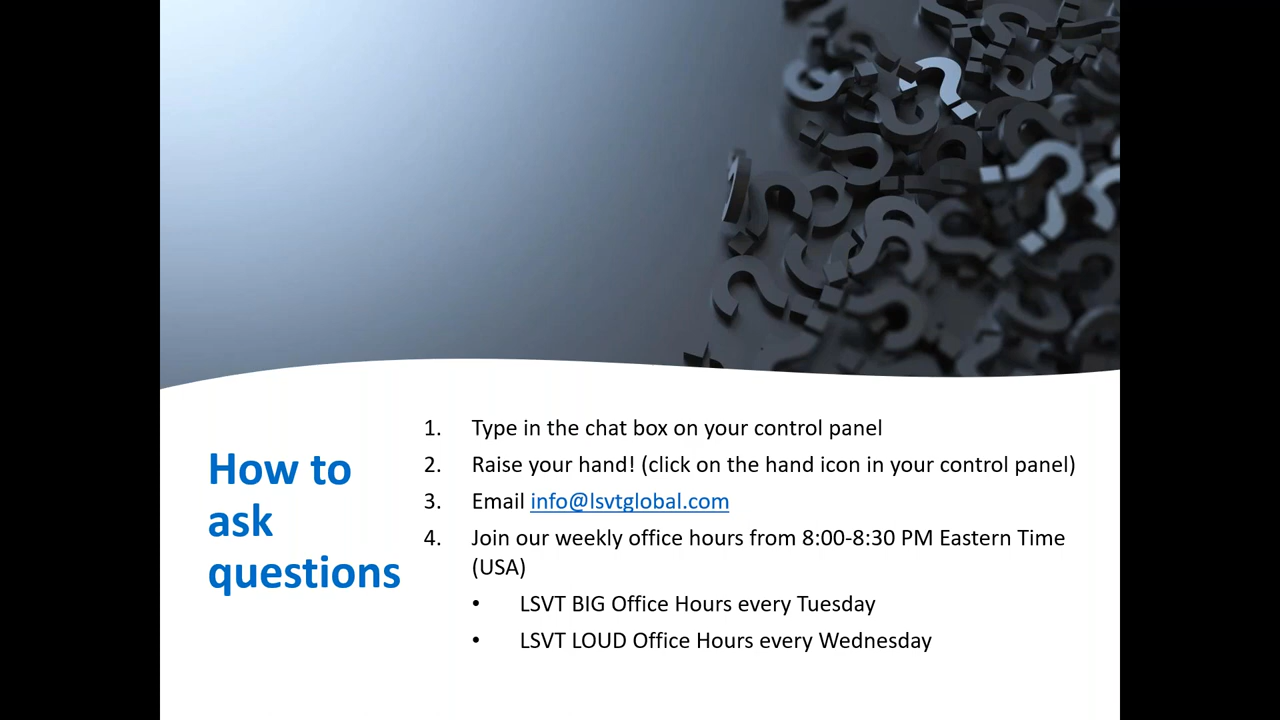 How to
ask
questions
1. Type in the chat box on your control panel
2. Raise your hand! (click on the hand icon in your control panel)
3. Email info@lsvtglobal.com
4. Join our weekly office hours from 8:00-8:30 PM Eastern Time
(USA)
• LSVT BIG Office Hours every Tuesday
• LSVT LOUD Office Hours every Wednesday